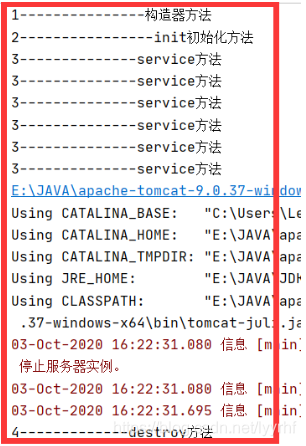 1---------------构造器方法
2----------------init初始化方法
3--------------service方法
3--------------service方法
3--------------service方法
3--------------service方法
3--------------service方法
3--------------service方法
E:\JAVA\apache-tomcat-9.0.37-window
Using CATALINA_BASE: "C:\Users\Le
Using CATALINA_HOME: "E:\JAVA\apa
Using CATALINA_TMPDIR: "E:\JAVA\apa
Using JRE_HOME: "E:\JAVA\JDK
Using CLASSPATH: "E:\JAVA\apa
.37-windows-x64\bin\tomcat-juli.ja
03-Oct-2020 16:22:31.080 信息 [main]
停止服务器实例。
03-Oct-2020 16:22:31.080 信息 [main]
03-Oct-2020 16:22:31.695 信息 [main]
4-------------destroy方法